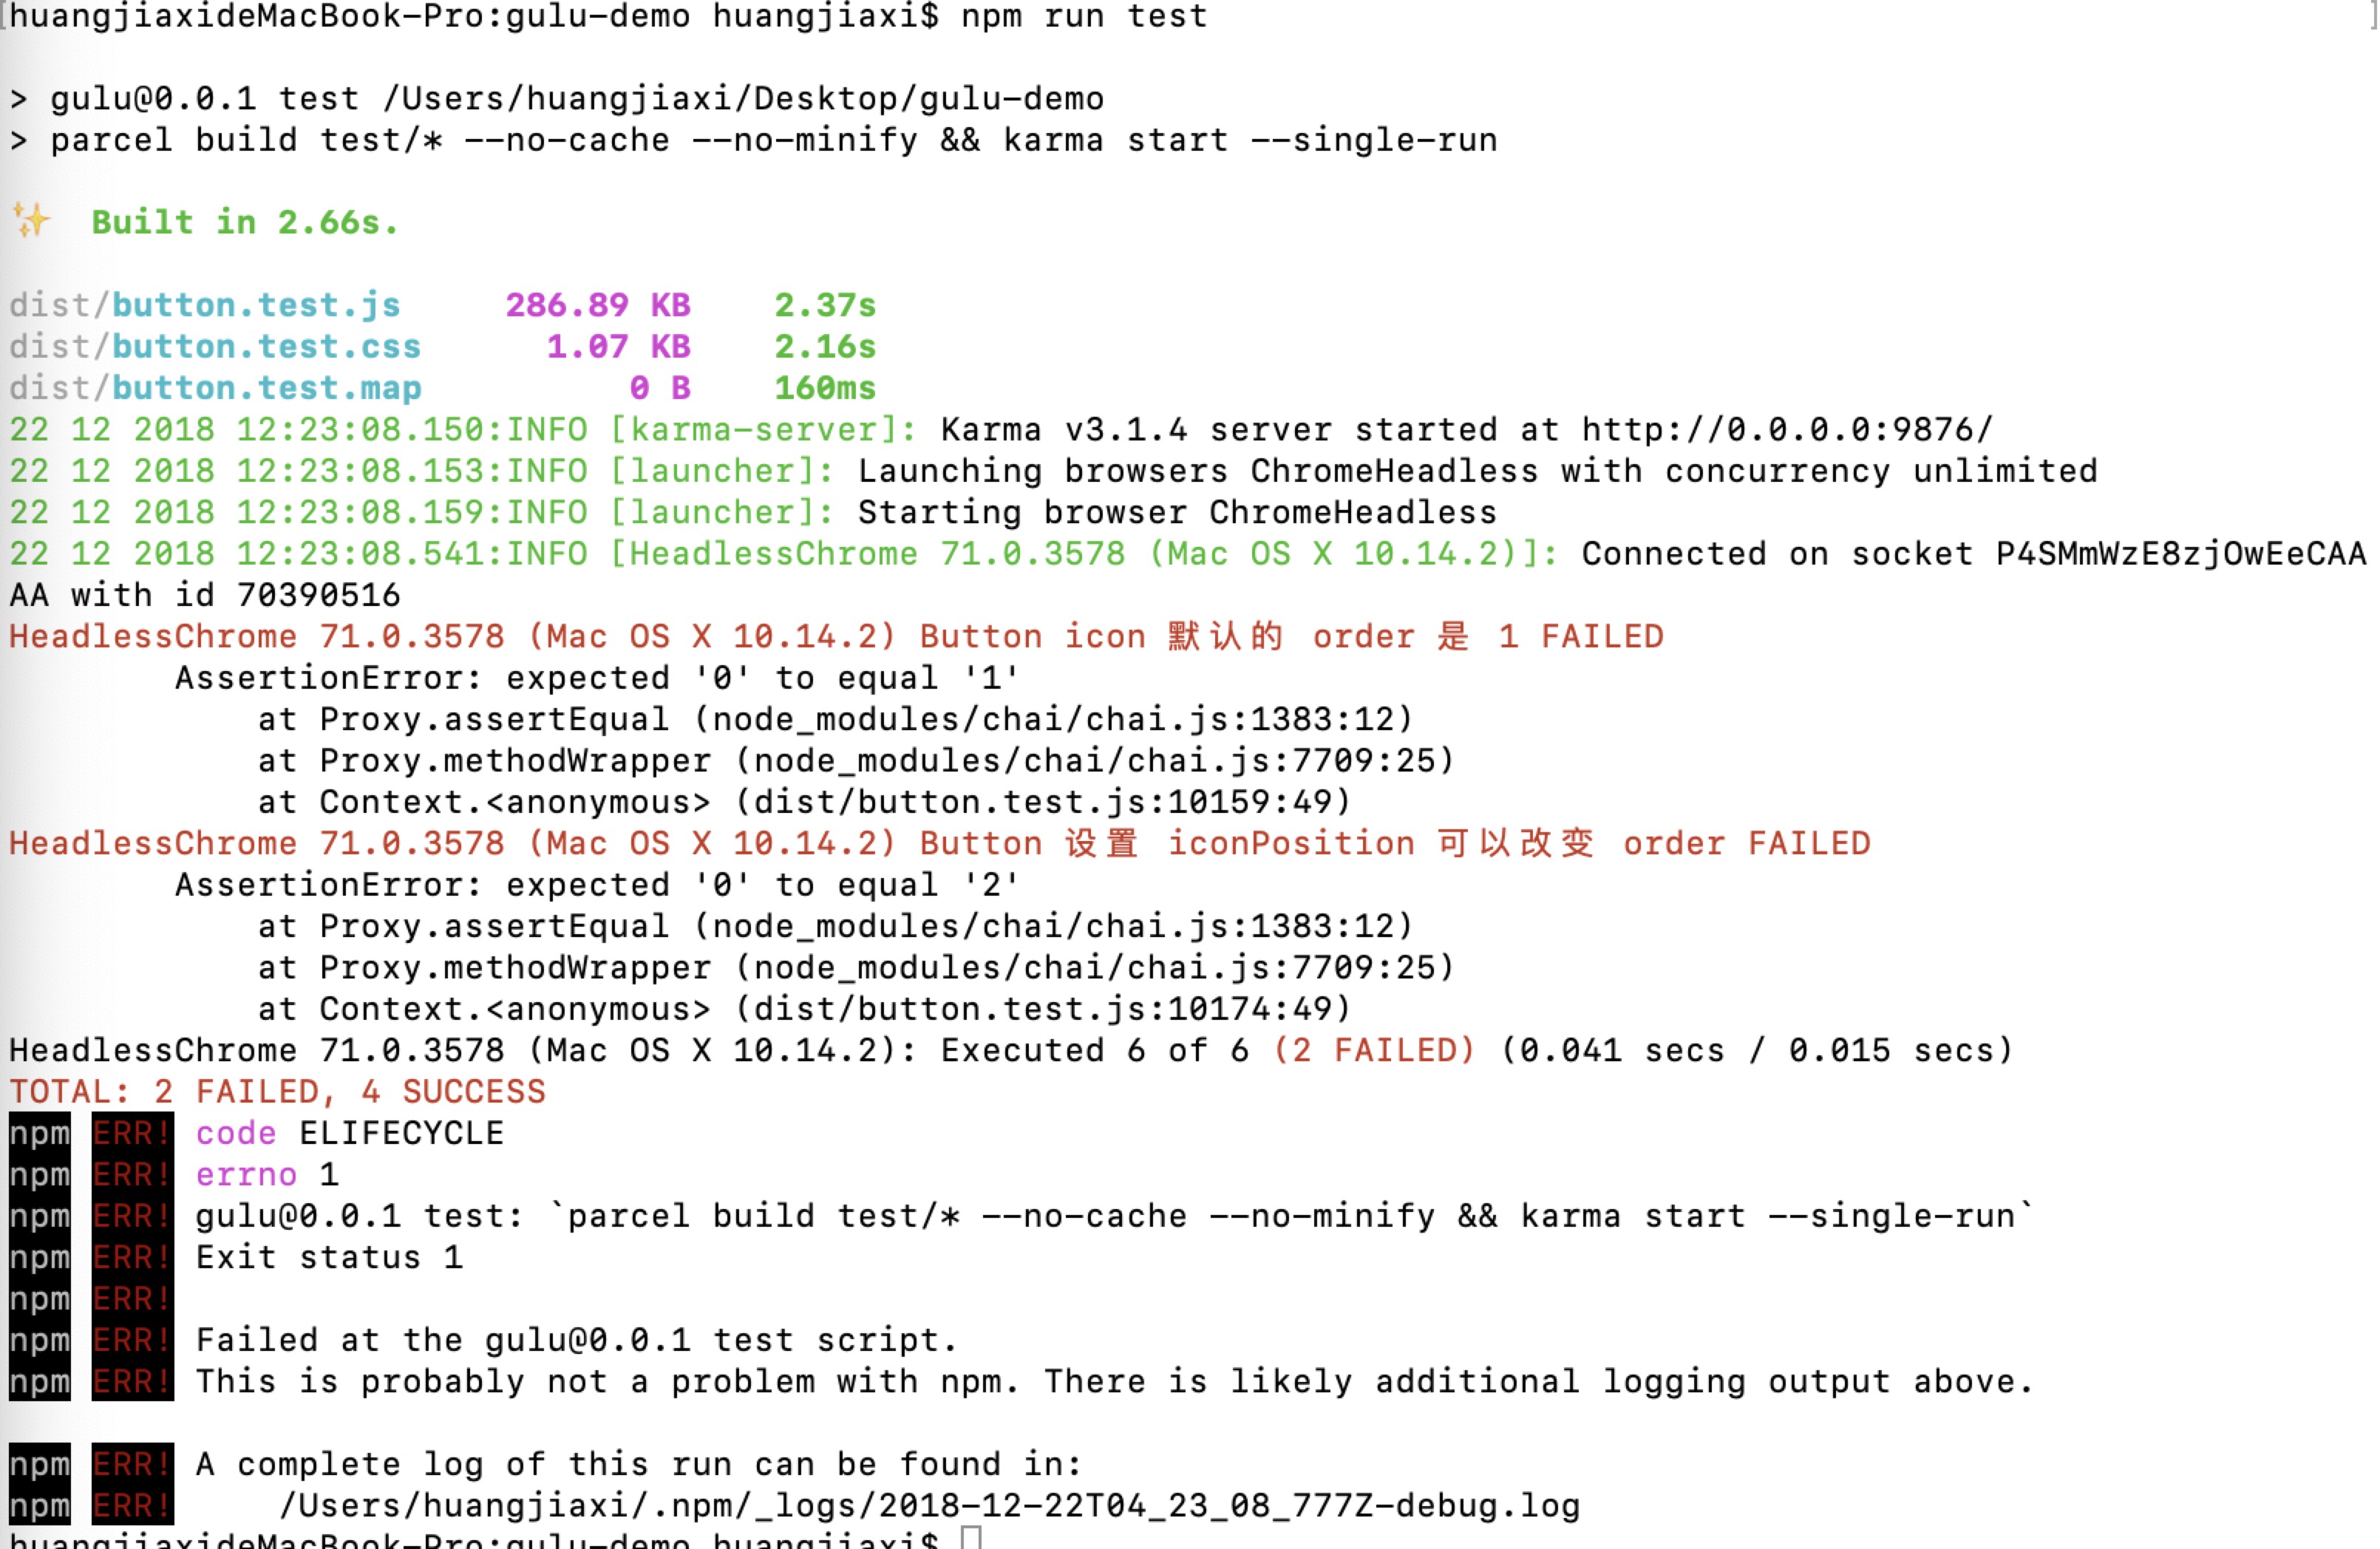 [huangjiaxideMacBook-Pro:gulu-demo huangjiaxi$ npm run test ]
> gulu@0.0.1 test /Users/huangjiaxi/Desktop/gulu-demo
> parcel build test/* --no-cache --no-minify && karma start --single-run
✨ Built in 2.66s.
dist/button.test.js 286.89 KB 2.37s
dist/button.test.css 1.07 KB 2.16s
dist/button.test.map 0 B 160ms
22 12 2018 12:23:08.150:INFO [karma-server]: Karma v3.1.4 server started at http://0.0.0.0:9876/
22 12 2018 12:23:08.153:INFO [launcher]: Launching browsers ChromeHeadless with concurrency unlimited
22 12 2018 12:23:08.159:INFO [launcher]: Starting browser ChromeHeadless
22 12 2018 12:23:08.541:INFO [HeadlessChrome 71.0.3578 (Mac OS X 10.14.2)]: Connected on socket P4SMmWzE8zjOwEeCAA
AA with id 70390516
HeadlessChrome 71.0.3578 (Mac OS X 10.14.2) Button icon 默认的 order 是 1 FAILED
AssertionError: expected '0' to equal '1'
at Proxy.assertEqual (node_modules/chai/chai.js:1383:12)
at Proxy.methodWrapper (node_modules/chai/chai.js:7709:25)
at Context.<anonymous> (dist/button.test.js:10159:49)
HeadlessChrome 71.0.3578 (Mac OS X 10.14.2) Button 设置 iconPosition 可以改变 order FAILED
AssertionError: expected '0' to equal '2'
at Proxy.assertEqual (node_modules/chai/chai.js:1383:12)
at Proxy.methodWrapper (node_modules/chai/chai.js:7709:25)
at Context.<anonymous> (dist/button.test.js:10174:49)
HeadlessChrome 71.0.3578 (Mac OS X 10.14.2): Executed 6 of 6 (2 FAILED) (0.041 secs / 0.015 secs)
TOTAL: 2 FAILED, 4 SUCCESS
npm ERR! code ELIFECYCLE
npm ERR! errno 1
npm ERR! gulu@0.0.1 test: `parcel build test/* --no-cache --no-minify && karma start --single-run`
npm ERR! Exit status 1
npm ERR!
npm ERR! Failed at the gulu@0.0.1 test script.
npm ERR! This is probably not a problem with npm. There is likely additional logging output above.
npm ERR! A complete log of this run can be found in:
npm ERR! /Users/huangjiaxi/.npm/_logs/2018-12-22T04_23_08_777Z-debug.log
huangjiaxideMacBook-Pro:gulu-demo huangjiaxi$